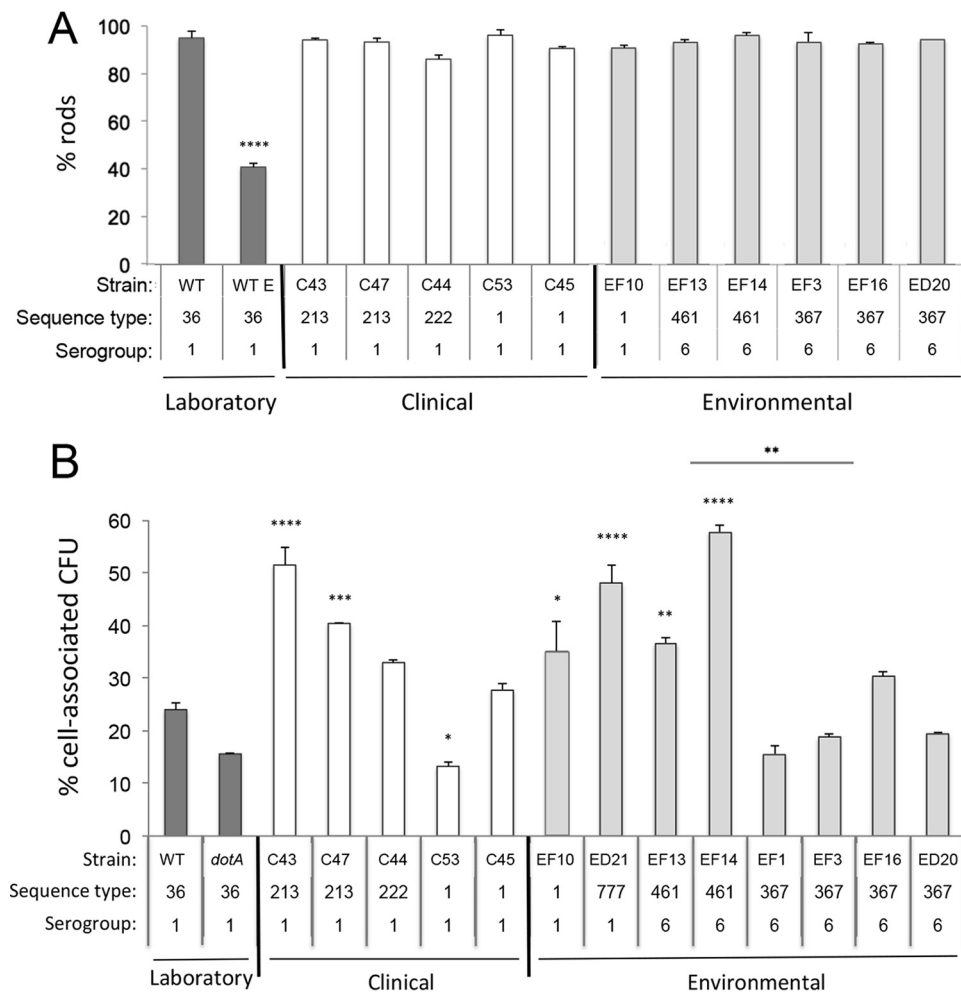 A
% rods
100
80
60
40
20
0
****
Strain: WT WT E C43 C47 C44 C53 C45 EF10 EF13 EF14 EF3 EF16 ED20
Sequence type: 36 36 213 213 222 1 1 1 461 461 367 367 367
Serogroup: 1 1 1 1 1 1 1 1 6 6 6 6 6
Laboratory Clinical Environmental
B
% cell-associated CFU
**
60
50
40
30
20
10
0
**** *** * * **** ** ****
Strain: WT dotA C43 C47 C44 C53 C45 EF10 ED21 EF13 EF14 EF1 EF3 EF16 ED20
Sequence type: 36 36 213 213 222 1 1 1 777 461 461 367 367 367 367
Serogroup: 1 1 1 1 1 1 1 1 1 6 6 6 6 6 6
Laboratory Clinical Environmental